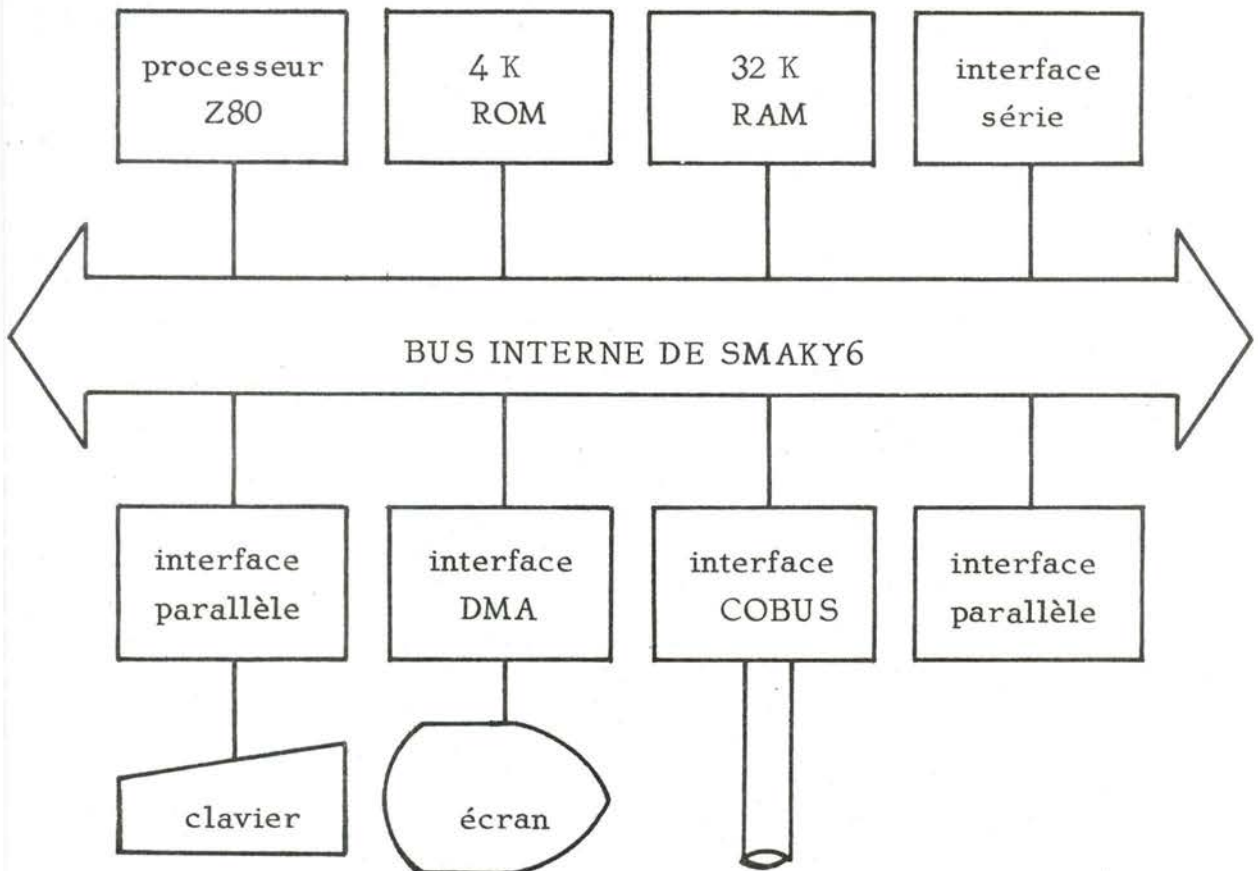 processeur
Z80
4 K
ROM
32 K
RAM
interface
série
BUS INTERNE DE SMAKY6
interface
parallèle
interface
DMA
interface
COBUS
interface
parallèle
clavier
écran